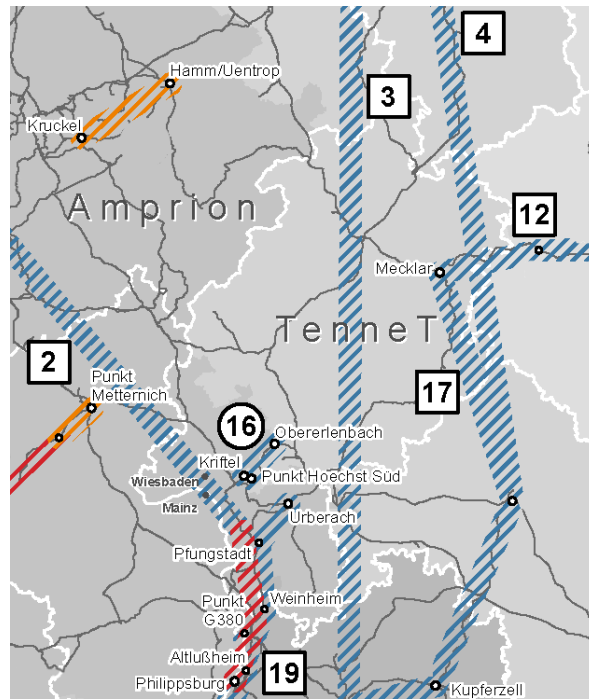 4
Hamm/Uentrop
3
Kruckel
Amprion
12
Mecklar
TenneT
2
Punkt
Metternich
17
16
Obererlenbach
Kriftel
Punkt Hoechst Süd
Wiesbaden
Mainz
Urberach
Pfungstadt
Weinheim
Punkt
G380
Altlußheim
19
Philippsburg
Kupferzell